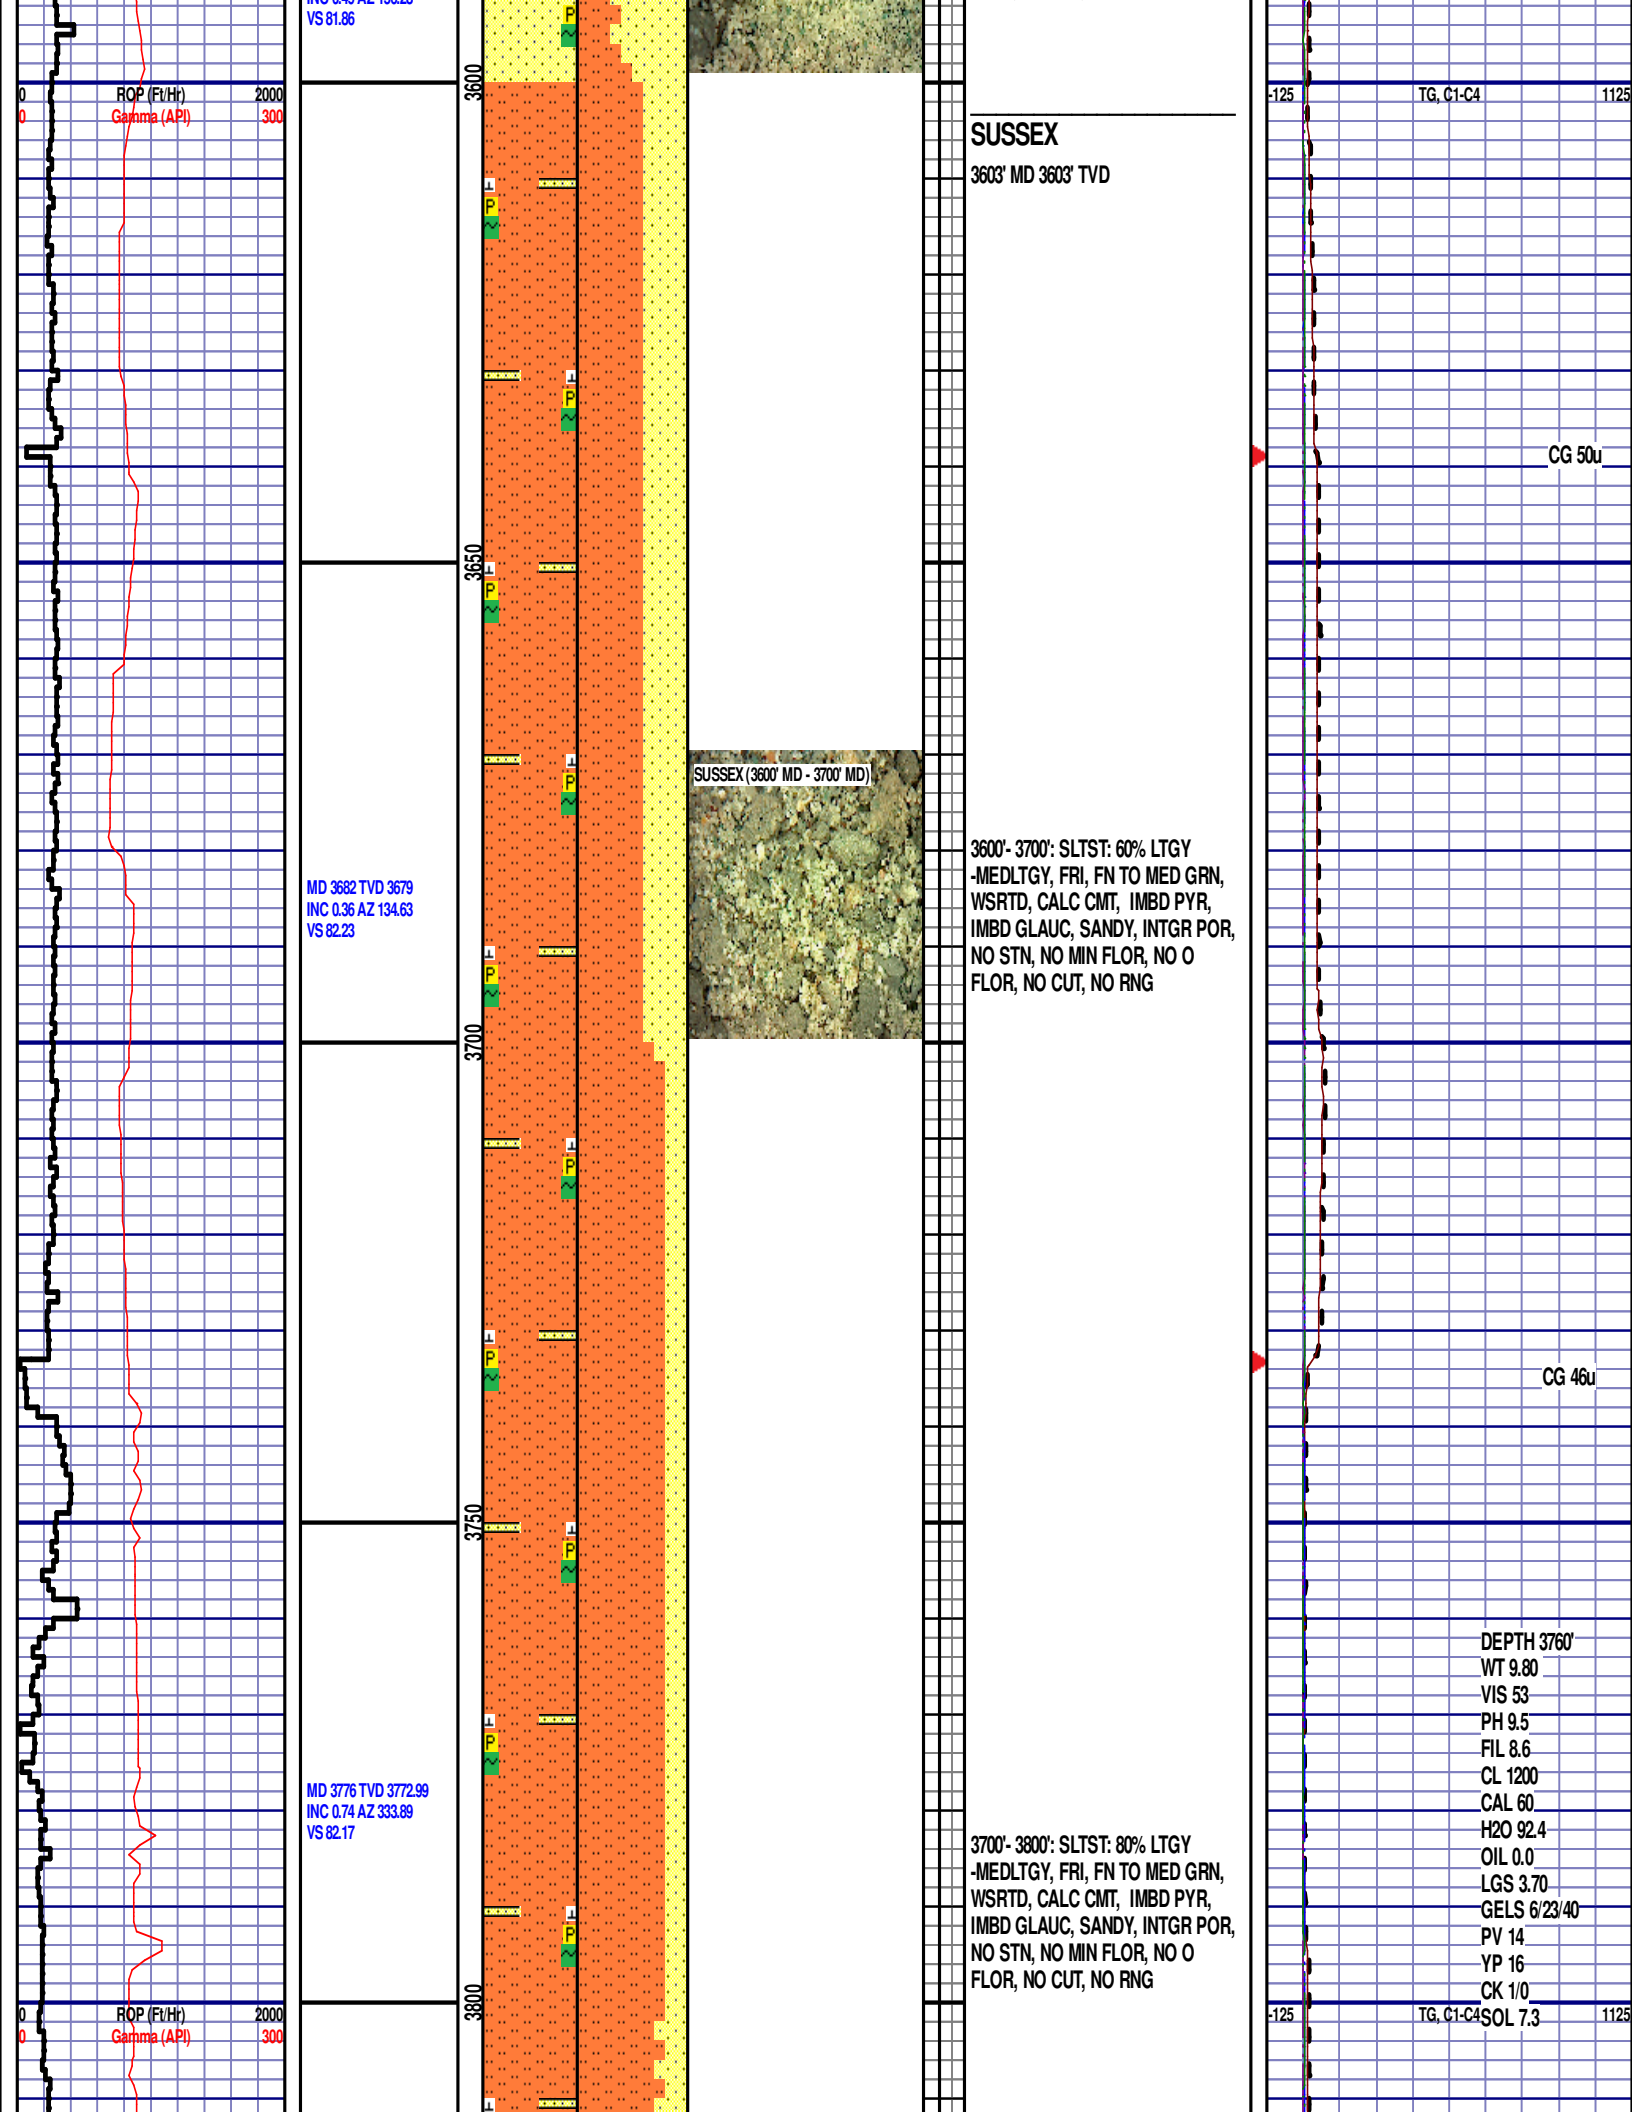 VS 81.86
0 ROP (Ft/Hr) 2000
0 Gamma (API) 300
3600
-125 TG, C1-C4 1125
SUSSEX
3603' MD 3603' TVD
CG 50u
3650
SUSSEX (3600' MD - 3700' MD)
3600'- 3700': SLTST: 60% LTGY
-MEDLTGY, FRI, FN TO MED GRN,
WSRTD, CALC CMT, IMBD PYR,
IMBD GLAUC, SANDY, INTGR POR,
NO STN, NO MIN FLOR, NO O
FLOR, NO CUT, NO RNG
MD 3682 TVD 3679
INC 0.36 AZ 134.63
VS 82.23
3700
CG 46u
3750
DEPTH 3760'
WT 9.80
VIS 53
PH 9.5
FIL 8.6
CL 1200
CAL 60
H2O 92.4
OIL 0.0
LGS 3.70
GELS 6/23/40
PV 14
YP 16
CK 1/0
SOL 7.3
MD 3776 TVD 3772.99
INC 0.74 AZ 333.89
VS 82.17
3700'- 3800': SLTST: 80% LTGY
-MEDLTGY, FRI, FN TO MED GRN,
WSRTD, CALC CMT, IMBD PYR,
IMBD GLAUC, SANDY, INTGR POR,
NO STN, NO MIN FLOR, NO O
FLOR, NO CUT, NO RNG
3800
0 ROP (Ft/Hr) 2000
0 Gamma (API) 300
-125 TG, C1-C4 1125